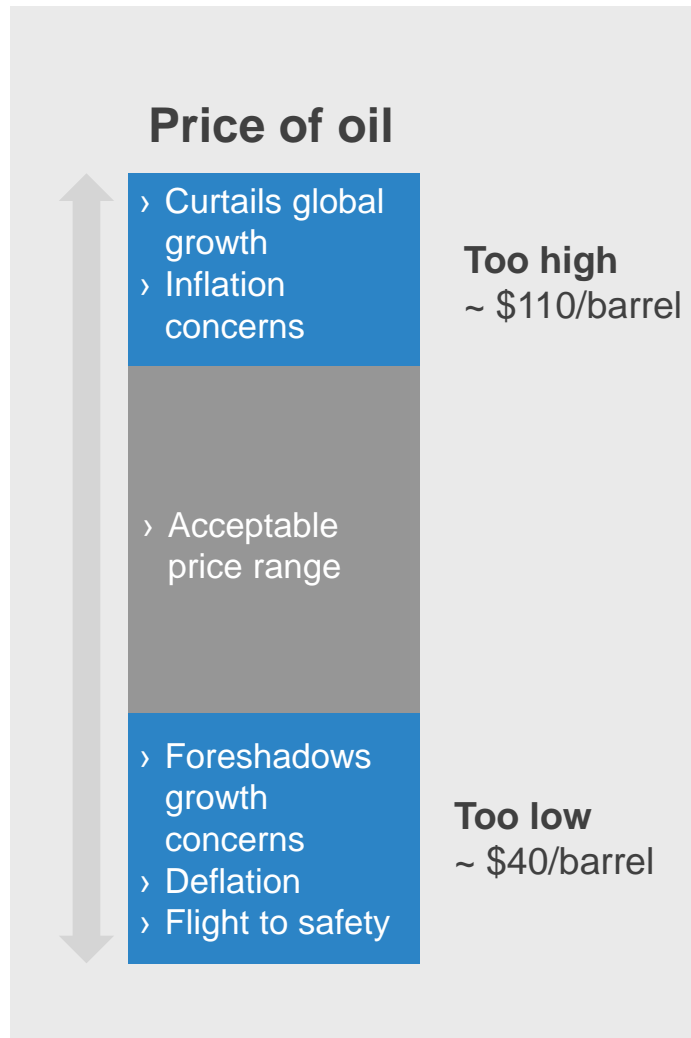 Price of oil
› Curtails global
growth
› Inflation
concerns
Too high
~ $110/barrel
› Acceptable
price range
› Foreshadows
growth
concerns
› Deflation
› Flight to safety
Too low
~ $40/barrel